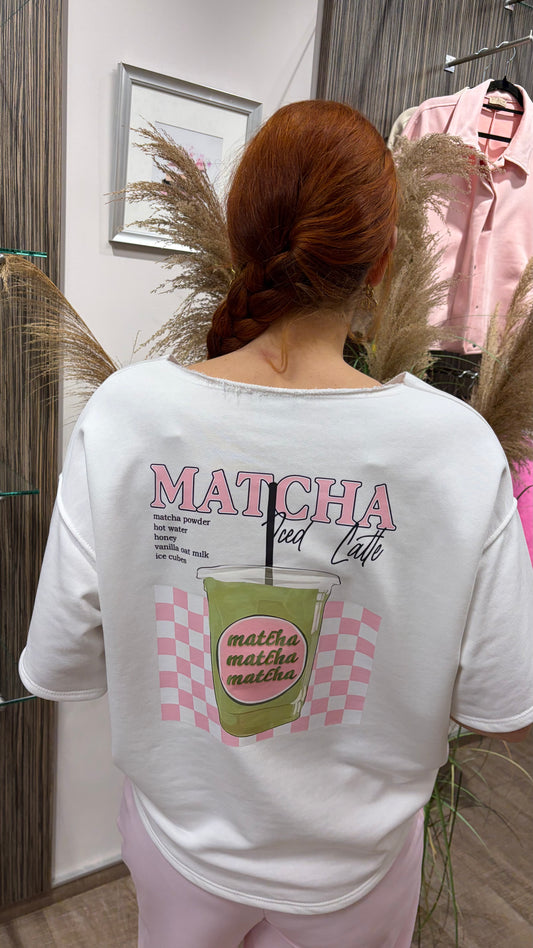 MATCHA
Iced Latte
matcha powder
hot water
honey
vanilla oat milk
ice cubes
matcha
matcha
matcha